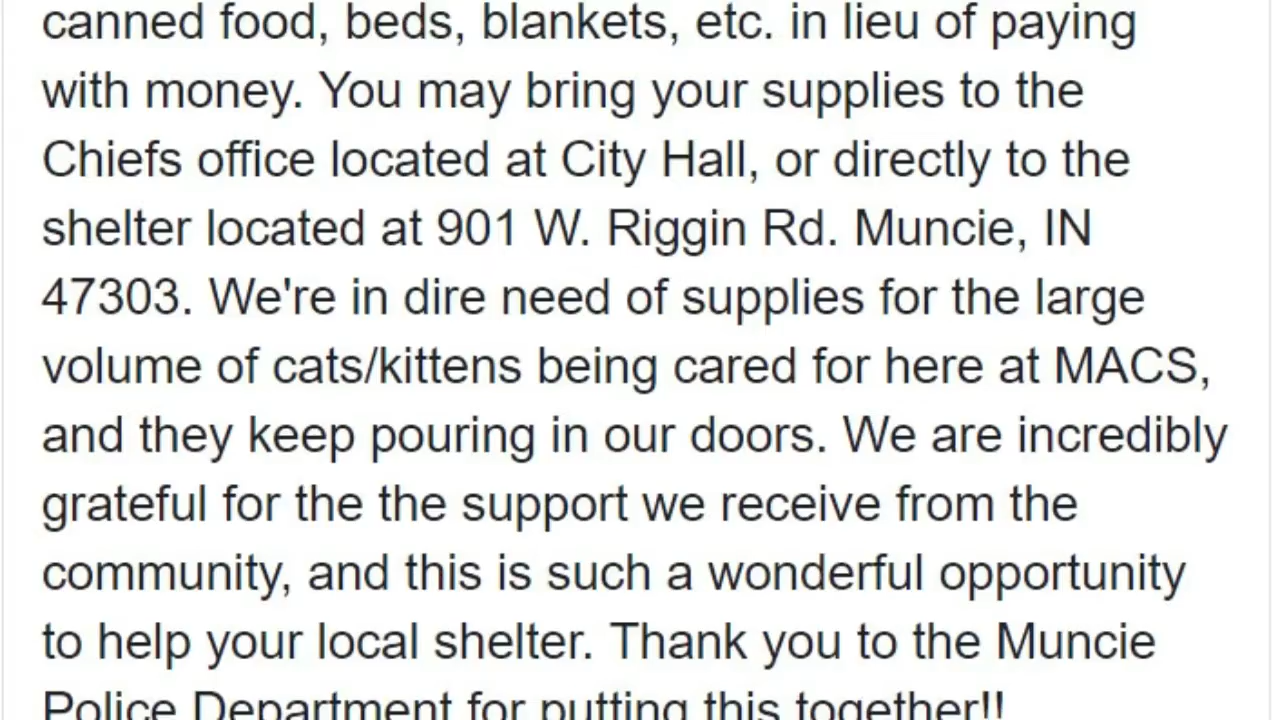 canned food, beds, blankets, etc. in lieu of paying
with money. You may bring your supplies to the
Chiefs office located at City Hall, or directly to the
shelter located at 901 W. Riggin Rd. Muncie, IN
47303. We're in dire need of supplies for the large
volume of cats/kittens being cared for here at MACS,
and they keep pouring in our doors. We are incredibly
grateful for the the support we receive from the
community, and this is such a wonderful opportunity
to help your local shelter. Thank you to the Muncie
Police Department for putting this together!!